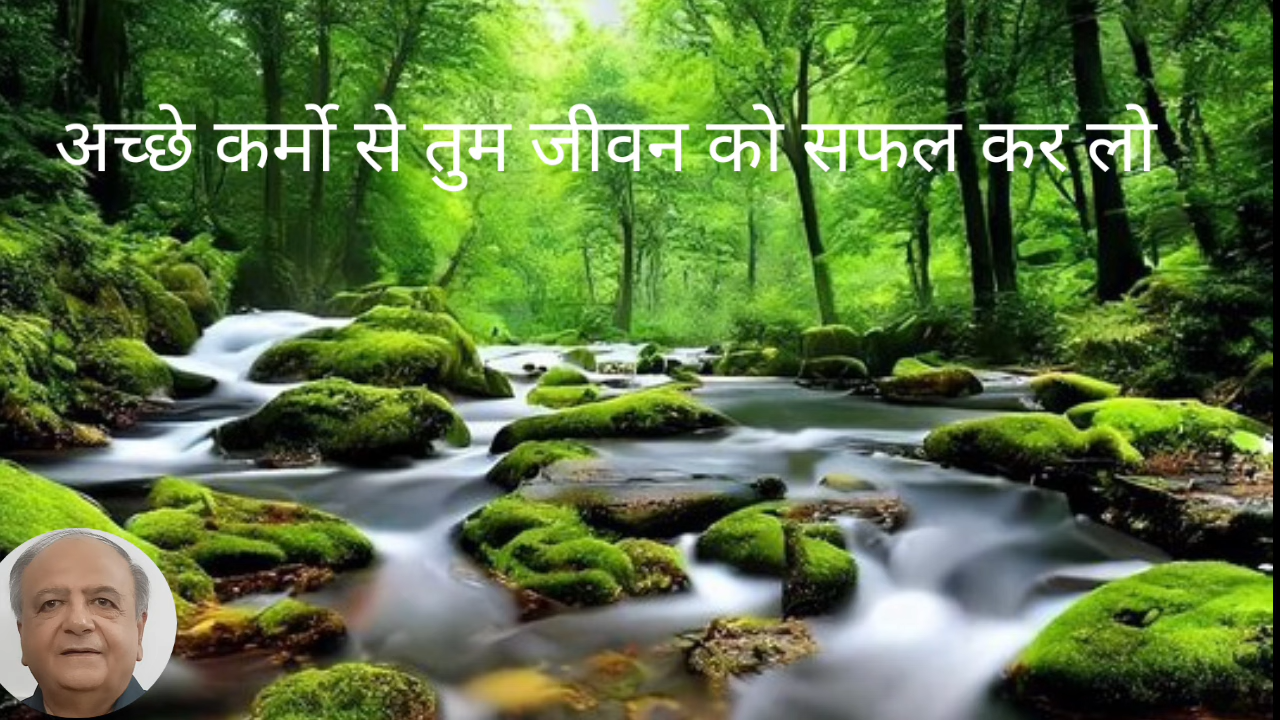 अच्छे कर्मो से तुम जीवन को सफल कर लो